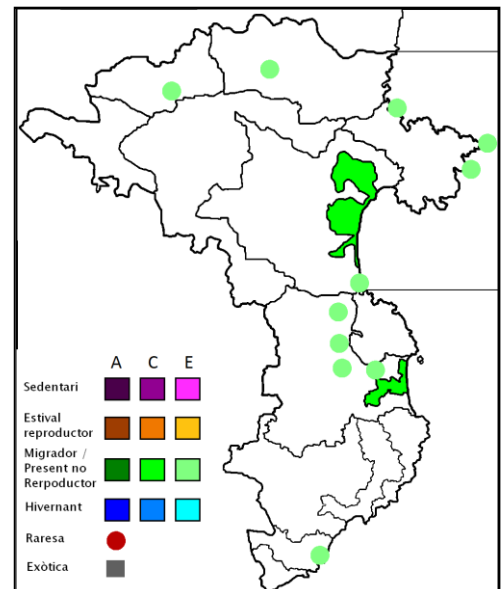 A C E
Sedentari
Estival
reproductor
Migrador /
Present no
Rerpoductor
Hivernant
Raresa
Exòtica